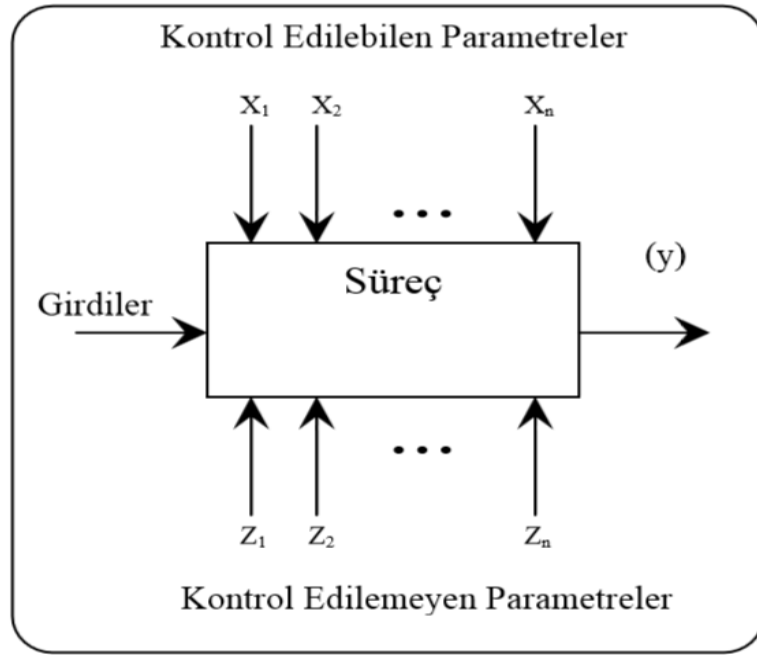 Kontrol Edilebilen Parametreler
X₁ X₂ Xₙ
...
(y)
Süreç
Girdiler
...
Z₁ Z₂ Zₙ
Kontrol Edilemeyen Parametreler